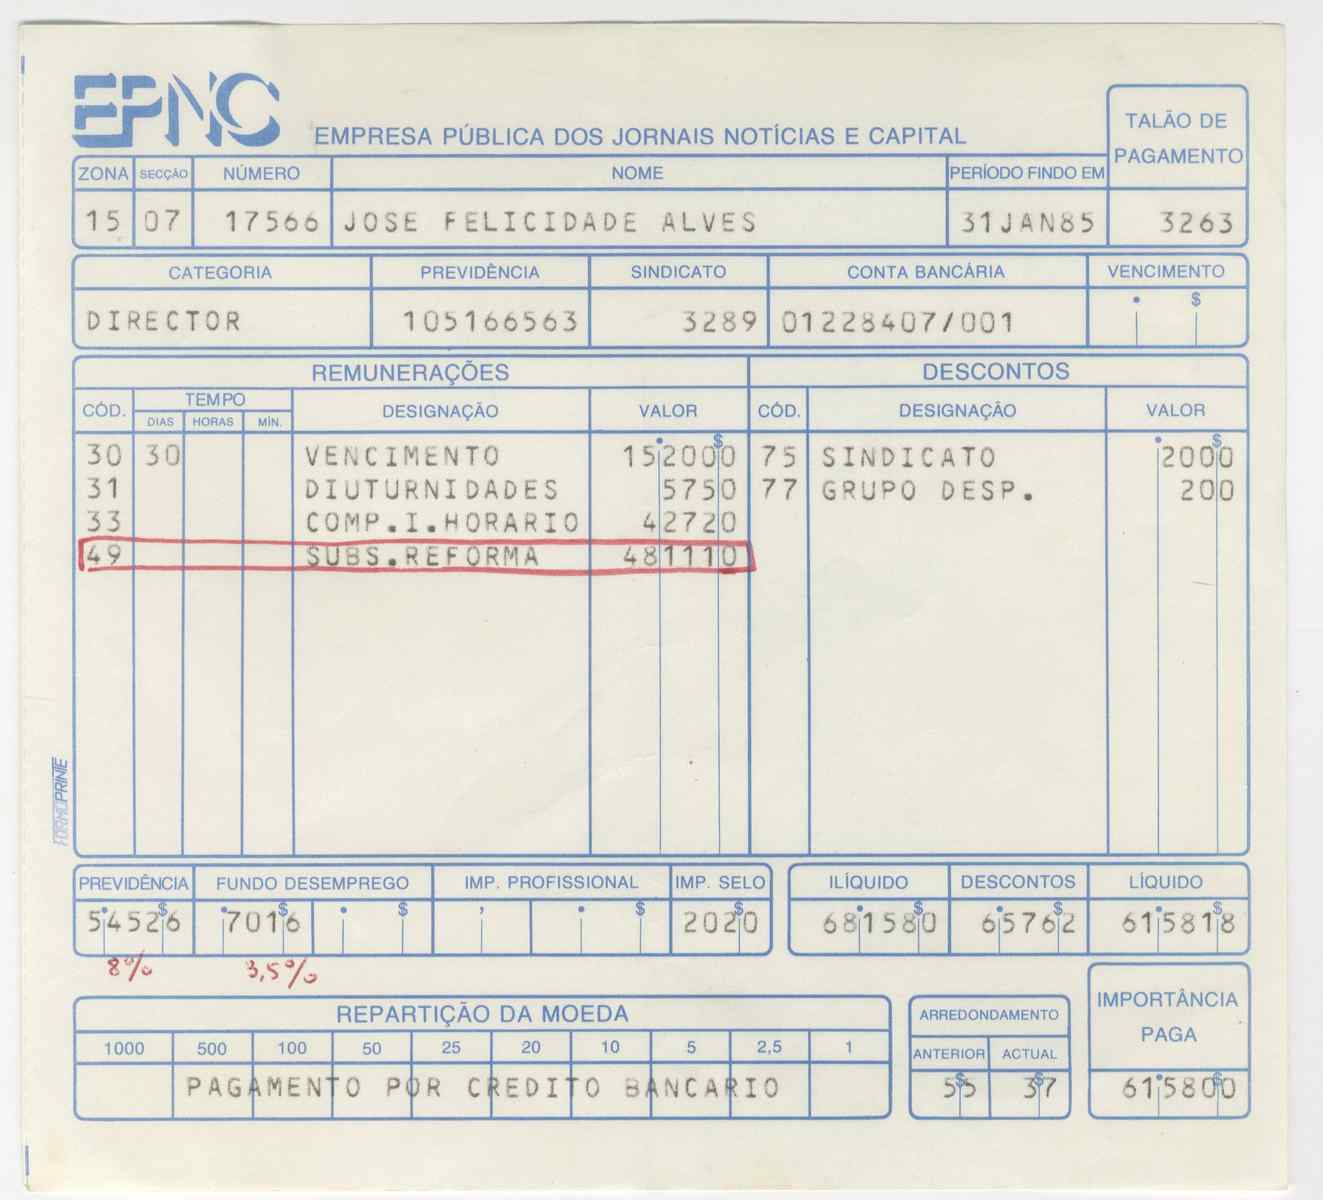 EPNC
EMPRESA PÚBLICA DOS JORNAIS NOTÍCIAS E CAPITAL
TALÃO DE
PAGAMENTO
ZONA SECÇÃO NÚMERO NOME PERÍODO FINDO EM
15 07 17566 JOSE FELICIDADE ALVES 31JAN85 3263
CATEGORIA PREVIDÊNCIA SINDICATO CONTA BANCÁRIA VENCIMENTO
$
DIRECTOR 105166563 3289 01228407/001
REMUNERAÇÕES DESCONTOS
CÓD. TEMPO DESIGNAÇÃO VALOR CÓD. DESIGNAÇÃO VALOR
DIAS HORAS MÍN.
$ $
30 30 VENCIMENTO 152000 75 SINDICATO 2000
31 DIUTURNIDADES 5750 77 GRUPO DESP. 200
33 COMP.I.HORARIO 42720
49 SUBS.REFORMA 481110
FORMOPRINTE
PREVIDÊNCIA FUNDO DESEMPREGO IMP. PROFISSIONAL IMP. SELO ILÍQUIDO DESCONTOS LÍQUIDO
$ $ $ $ $ $ $ $
54526 7016 2020 681580 65762 615818
8% 3,5%
REPARTIÇÃO DA MOEDA ARREDONDAMENTO IMPORTÂNCIA
PAGA
1000 500 100 50 25 20 10 5 2,5 1 ANTERIOR ACTUAL
$ $ $
PAGAMENTO POR CREDITO BANCARIO 55 37 615800